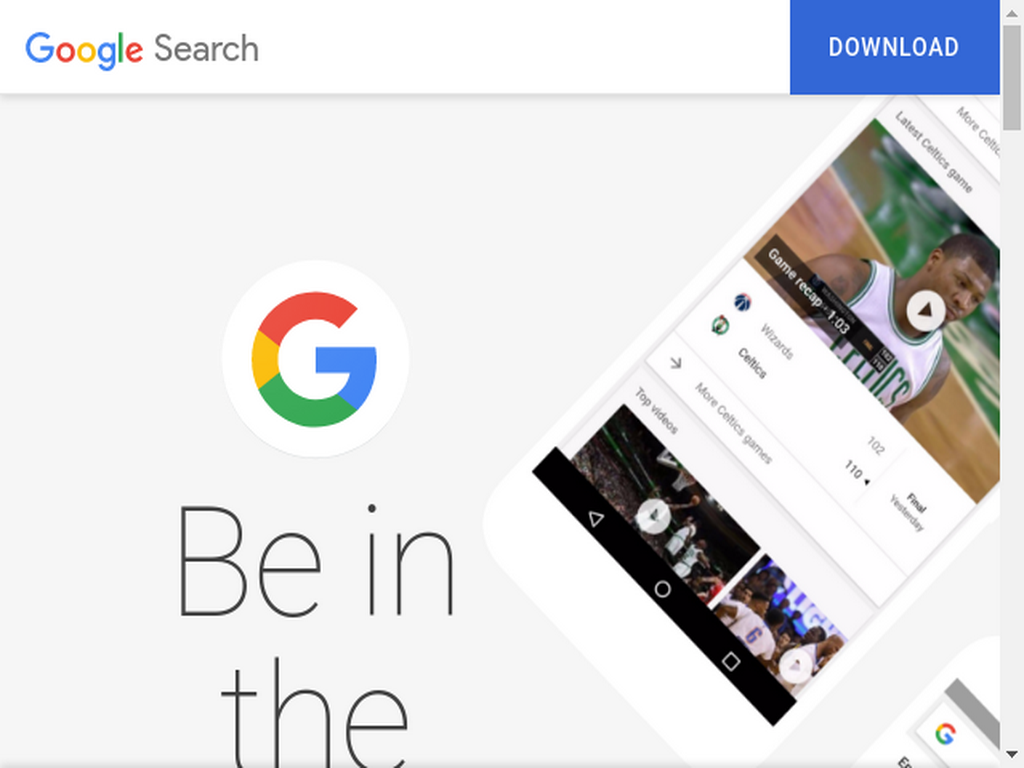 Google Search
DOWNLOAD
Be in
the
More Celtic
Latest Celtics game
Game recap · 1:03
Wizards
102
Celtics
110
Final
Yesterday
More Celtics games
Top videos